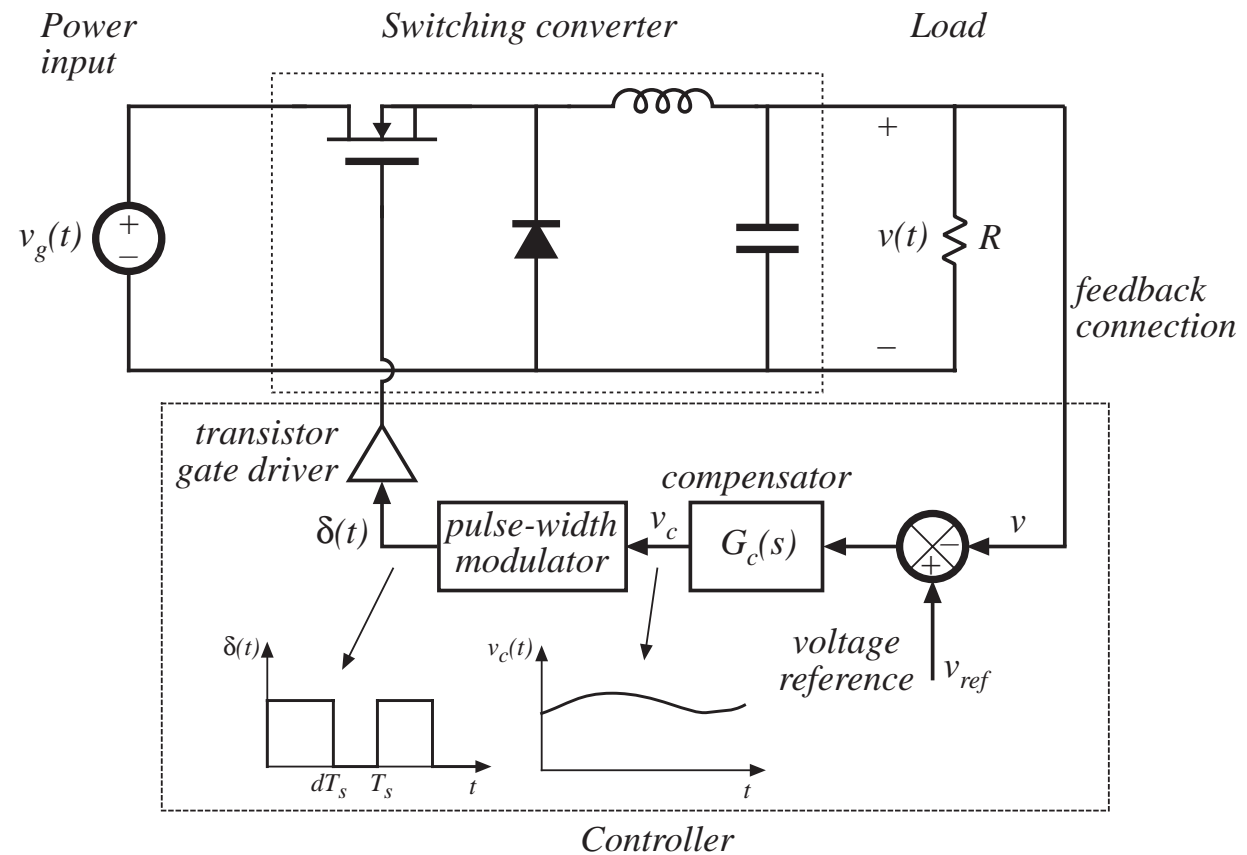 Power
input
Switching converter
Load
+
–
v_g(t)
+
v(t)
–
R
feedback
connection
transistor
gate driver
δ(t)
pulse-width
modulator
v_c
compensator
G_c(s)
–
+
v
voltage
reference
v_ref
δ(t)
dT_s
T_s
t
v_c(t)
t
Controller